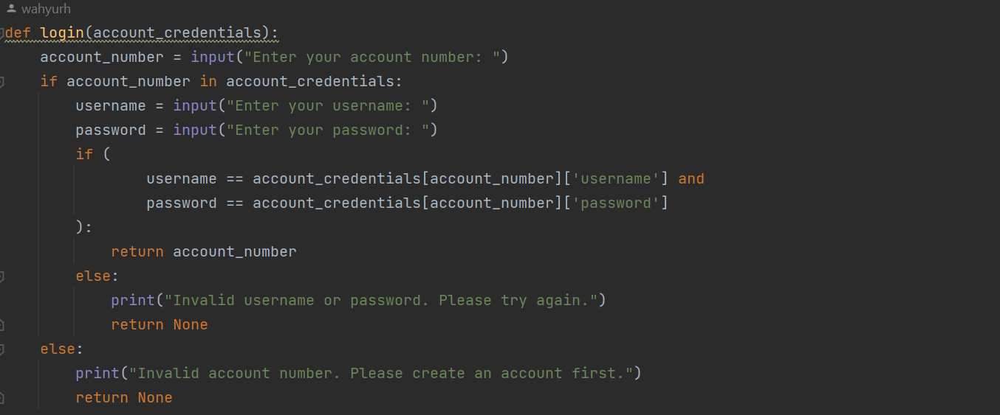 wahyurh
def login(account_credentials):
    account_number = input("Enter your account number: ")
    if account_number in account_credentials:
        username = input("Enter your username: ")
        password = input("Enter your password: ")
        if (
                username == account_credentials[account_number]['username'] and
                password == account_credentials[account_number]['password']
        ):
            return account_number
        else:
            print("Invalid username or password. Please try again.")
            return None
    else:
        print("Invalid account number. Please create an account first.")
        return None